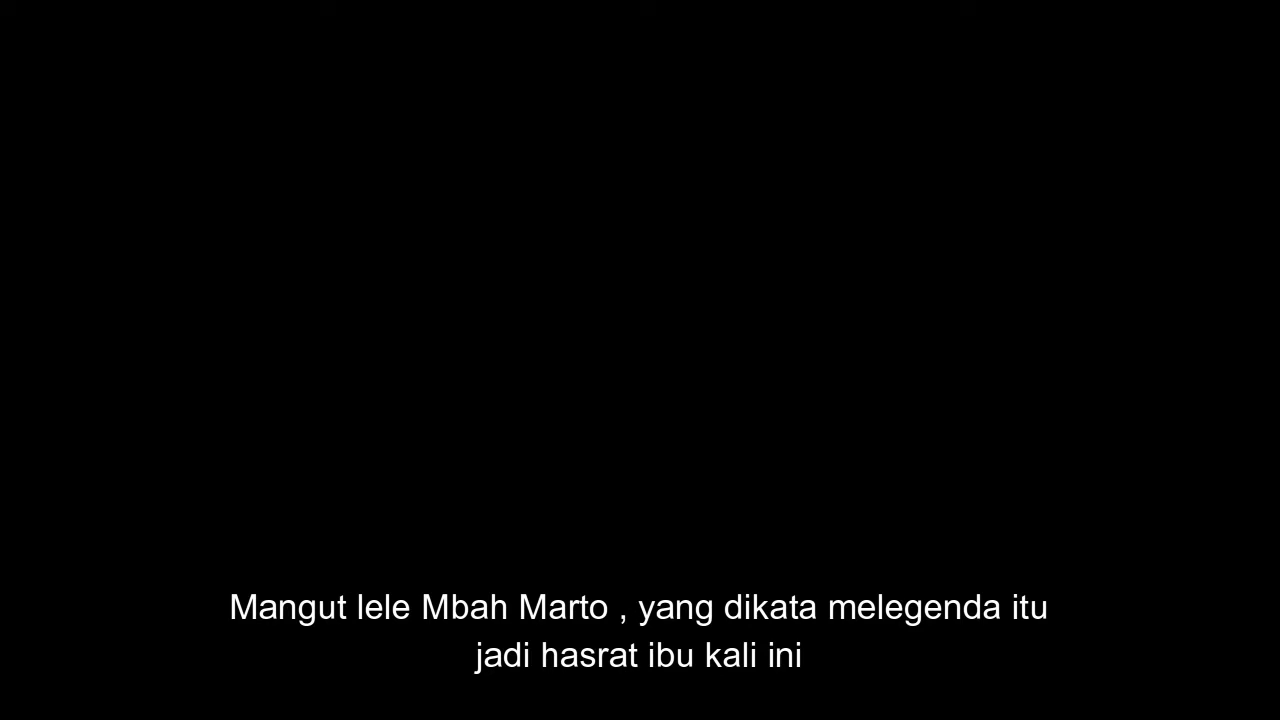 Mangut lele Mbah Marto , yang dikata melegenda itu
jadi hasrat ibu kali ini